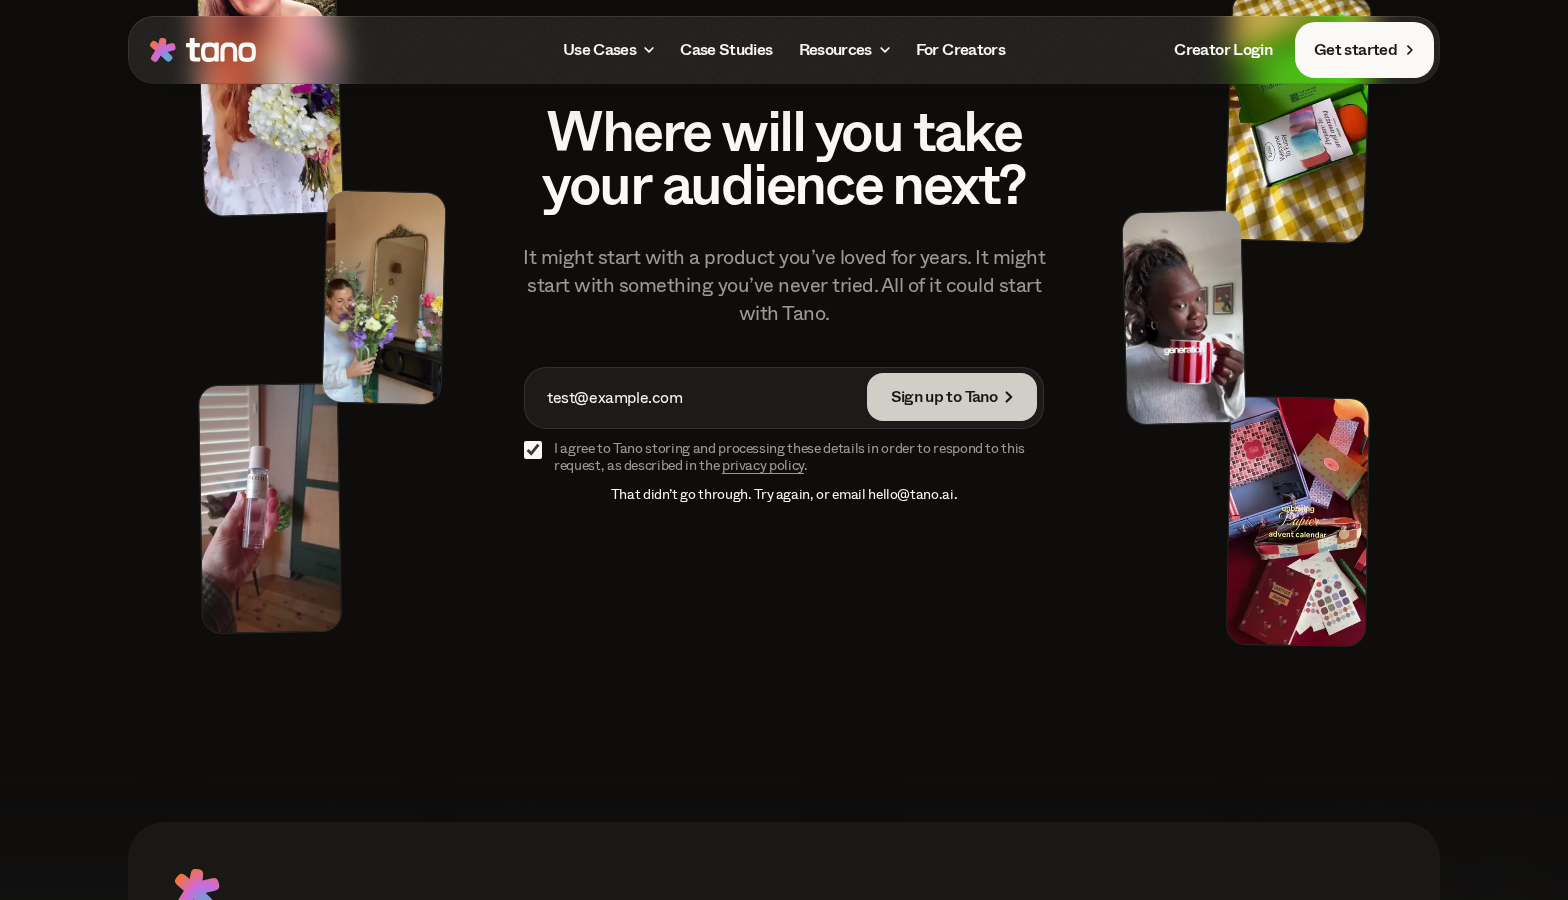 tano
Use Cases
Case Studies
Resources
For Creators
Creator Login
Get started
Where will you take
your audience next?
It might start with a product you’ve loved for years. It might
start with something you’ve never tried. All of it could start
with Tano.
test@example.com
Sign up to Tano
I agree to Tano storing and processing these details in order to respond to this
request, as described in the privacy policy.
That didn’t go through. Try again, or email hello@tano.ai.
unboxing
Papier
advent calendar